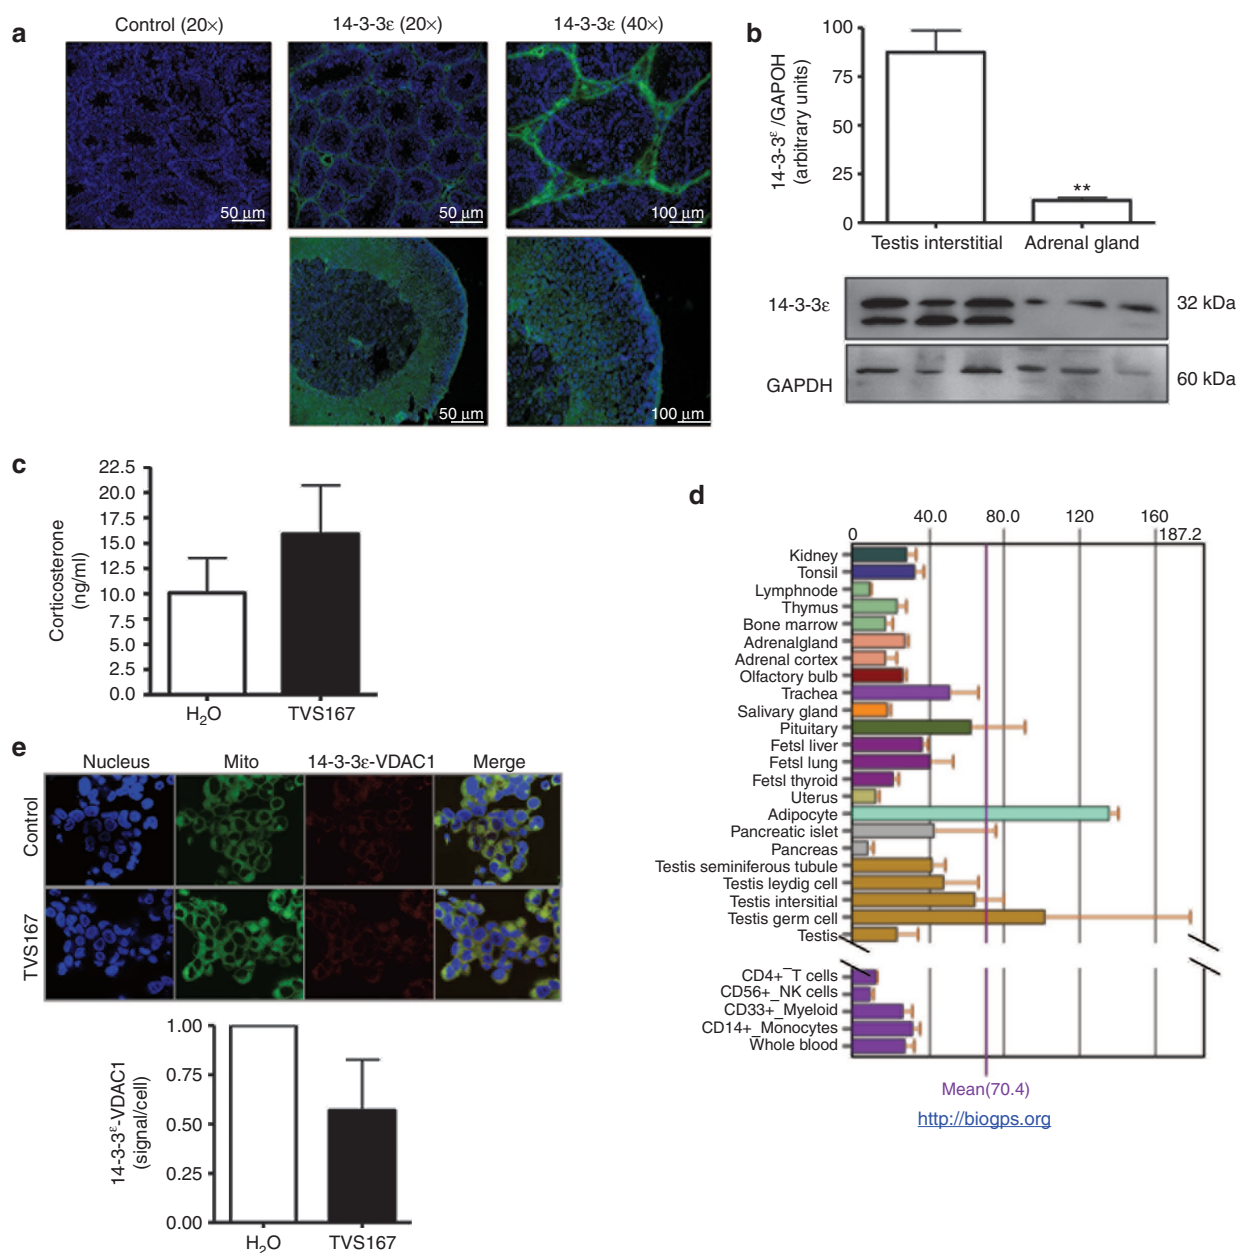 a
Control (20×)
14-3-3ε (20×)
14-3-3ε (40×)
50 µm
50 µm
100 µm
50 µm
100 µm
b
14-3-3ε /GAPOH
(arbitrary units)
100
75
50
25
0
**
Testis interstitial
Adrenal gland
14-3-3ε
32 kDa
GAPDH
60 kDa
c
Corticosterone
(ng/ml)
22.5
20.0
17.5
15.0
12.5
10.0
7.5
5.0
2.5
0.0
H2O
TVS167
d
0
40.0
80.0
120
160
187.2
Kidney
Tonsil
Lymphnode
Thymus
Bone marrow
Adrenalgland
Adrenal cortex
Olfactory bulb
Trachea
Salivary gland
Pituitary
Fetsl liver
Fetsl lung
Fetsl thyroid
Uterus
Adipocyte
Pancreatic islet
Pancreas
Testis seminiferous tubule
Testis leydig cell
Testis intersitial
Testis germ cell
Testis
CD4+_T cells
CD56+_NK cells
CD33+_Myeloid
CD14+_Monocytes
Whole blood
Mean(70.4)
http://biogps.org
e
Nucleus
Mito
14-3-3ε-VDAC1
Merge
Control
TVS167
14-3-3ε-VDAC1
(signal/cell)
1.00
0.75
0.50
0.25
0.00
H2O
TVS167